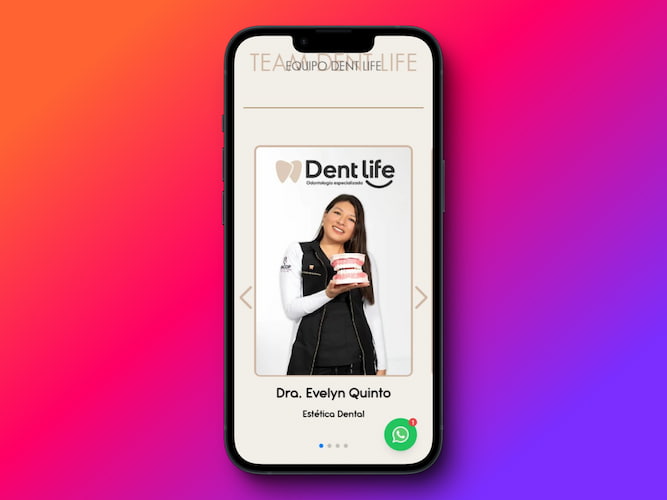 TEAM DENT LIFE
EQUIPO DENT LIFE
Dent life
Odontología especializada
Dra. Evelyn Quinto
Estética Dental
1